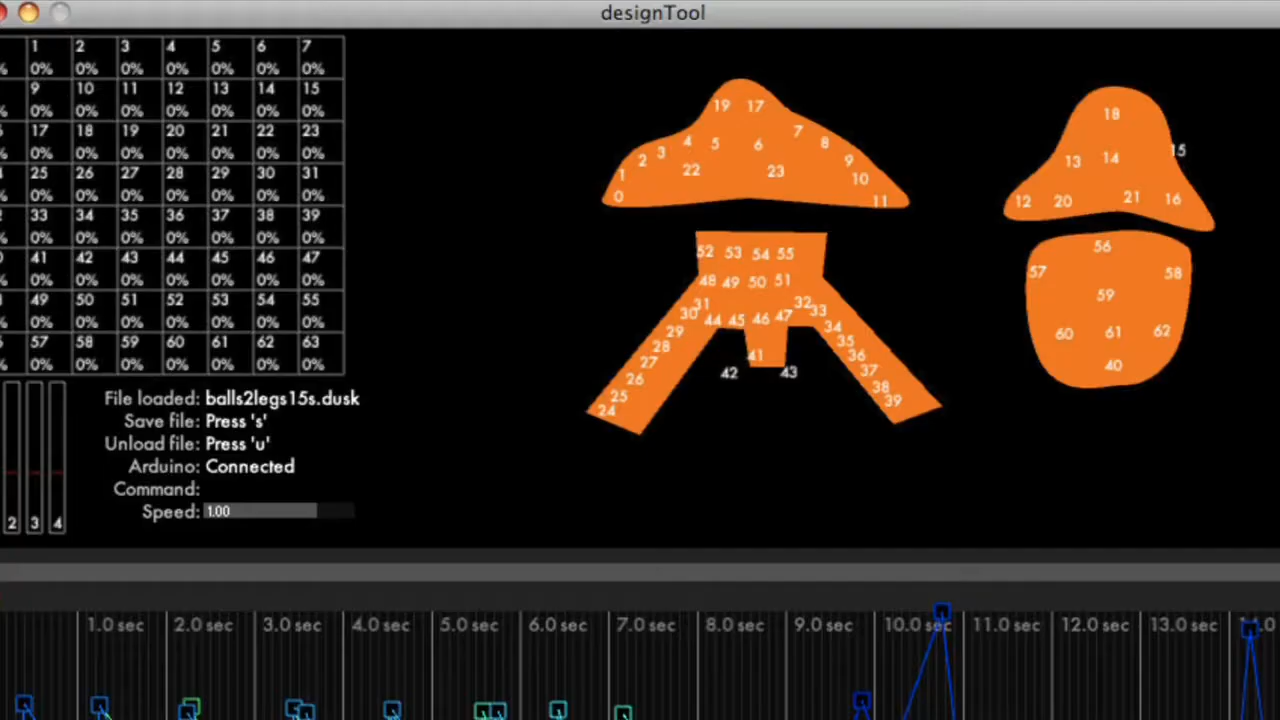 designTool
1 2 3 4 5 6 7
% 0% 0% 0% 0% 0% 0% 0%
9 10 11 12 13 14 15
% 0% 0% 0% 0% 0% 0% 0%
17 18 19 20 21 22 23
% 0% 0% 0% 0% 0% 0% 0%
25 26 27 28 29 30 31
% 0% 0% 0% 0% 0% 0% 0%
33 34 35 36 37 38 39
% 0% 0% 0% 0% 0% 0% 0%
41 42 43 44 45 46 47
% 0% 0% 0% 0% 0% 0% 0%
49 50 51 52 53 54 55
% 0% 0% 0% 0% 0% 0% 0%
57 58 59 60 61 62 63
% 0% 0% 0% 0% 0% 0% 0%
2 3 4
File loaded: balls2legs15s.dusk
Save file: Press 's'
Unload file: Press 'u'
Arduino: Connected
Command:
Speed: 1.00
19 17
7
4 5 6 8
2 3 9
1 22 23 10
0 11
52 53 54 55
48 49 50 51
31 32 33
30 44 45 46 47 34
29 35
28 41 36
27 42 43 37
26 38
25 39
24
18
13 14 15
12 20 21 16
56
57 58
59
60 61 62
40
1.0 sec 2.0 sec 3.0 sec 4.0 sec 5.0 sec 6.0 sec 7.0 sec 8.0 sec 9.0 sec 10.0 sec 11.0 sec 12.0 sec 13.0 sec